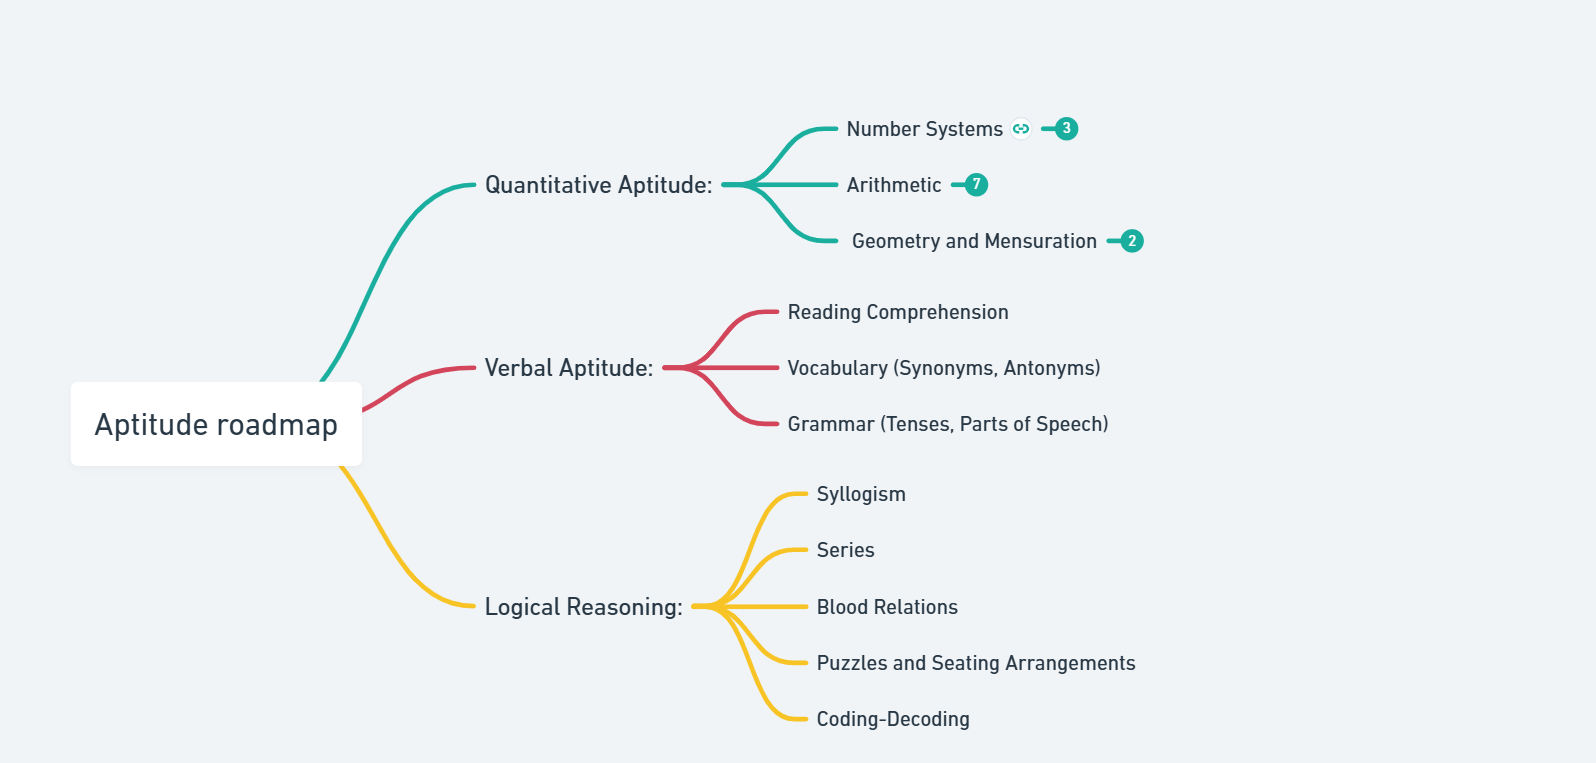 Aptitude roadmap
Quantitative Aptitude:
Number Systems 3
Arithmetic 7
Geometry and Mensuration 2
Verbal Aptitude:
Reading Comprehension
Vocabulary (Synonyms, Antonyms)
Grammar (Tenses, Parts of Speech)
Logical Reasoning:
Syllogism
Series
Blood Relations
Puzzles and Seating Arrangements
Coding-Decoding